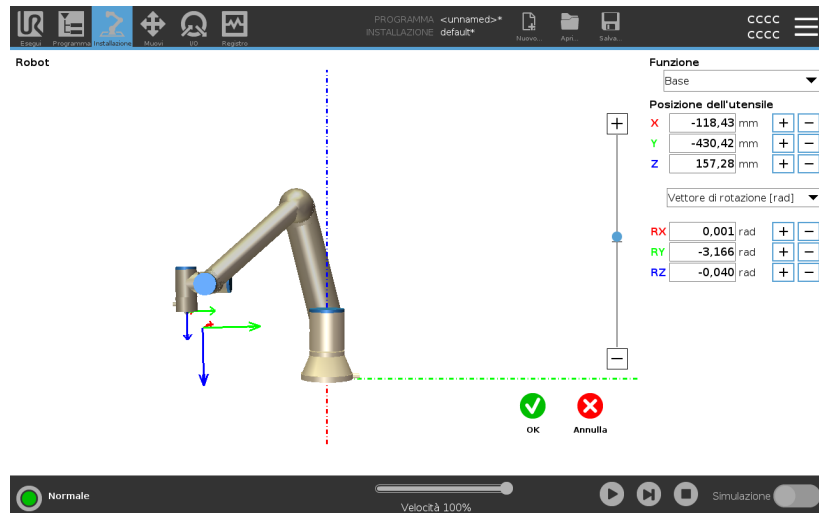 UR
PROGRAMMA <unnamed>*
INSTALLAZIONE default*
Esegui Programma Installazione Muovi I/O Registro
Nuovo... Apri... Salva...
CCCC
CCCC
Robot
Funzione
Base
Posizione dell'utensile
X -118,43 mm + −
Y -430,42 mm + −
Z 157,28 mm + −
Vettore di rotazione [rad]
RX 0,001 rad + −
RY -3,166 rad + −
RZ -0,040 rad + −
+
−
OK Annulla
Normale
Velocità 100%
Simulazione